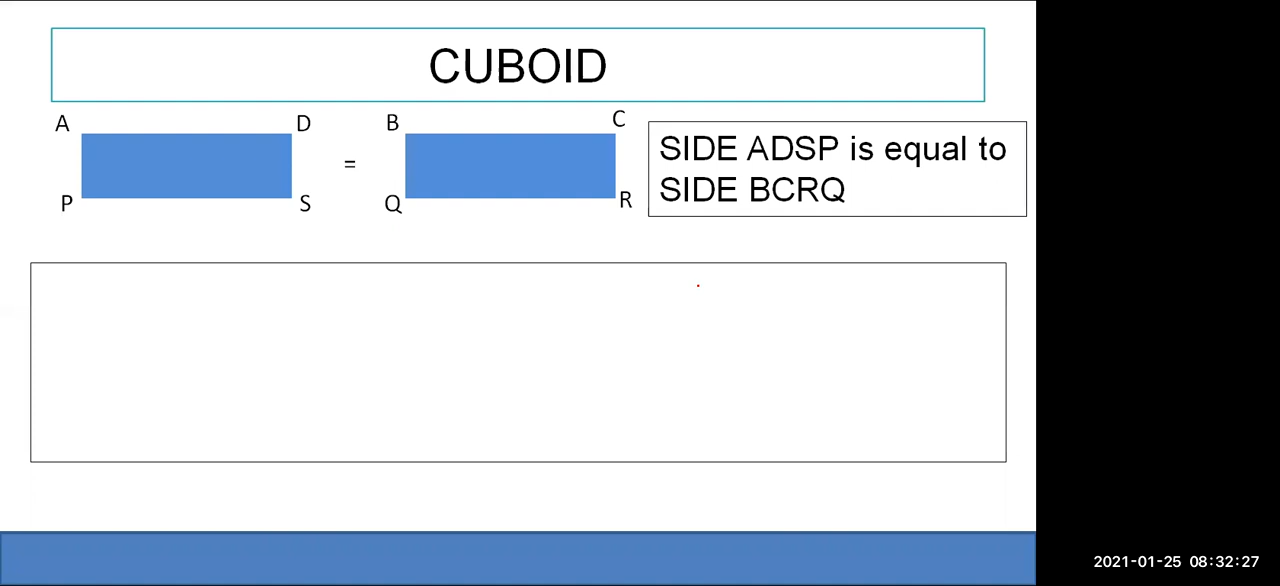 CUBOID
A D B C
=
P S Q R
SIDE ADSP is equal to
SIDE BCRQ
2021-01-25 08:32:27